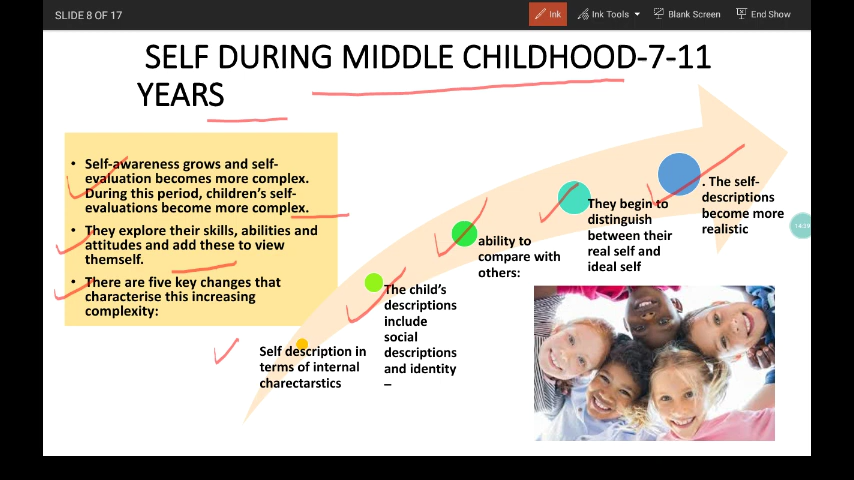 SLIDE 8 OF 17
Ink
Ink Tools
Blank Screen
End Show
SELF DURING MIDDLE CHILDHOOD-7-11
YEARS
• Self-awareness grows and self-
evaluation becomes more complex.
During this period, children's self-
evaluations become more complex.
• They explore their skills, abilities and
attitudes and add these to view
themself.
• There are five key changes that
characterise this increasing
complexity:
Self description in
terms of internal
charectarstics
The child's
descriptions
include
social
descriptions
and identity
–
ability to
compare with
others:
They begin to
distinguish
between their
real self and
ideal self
. The self-
descriptions
become more
realistic